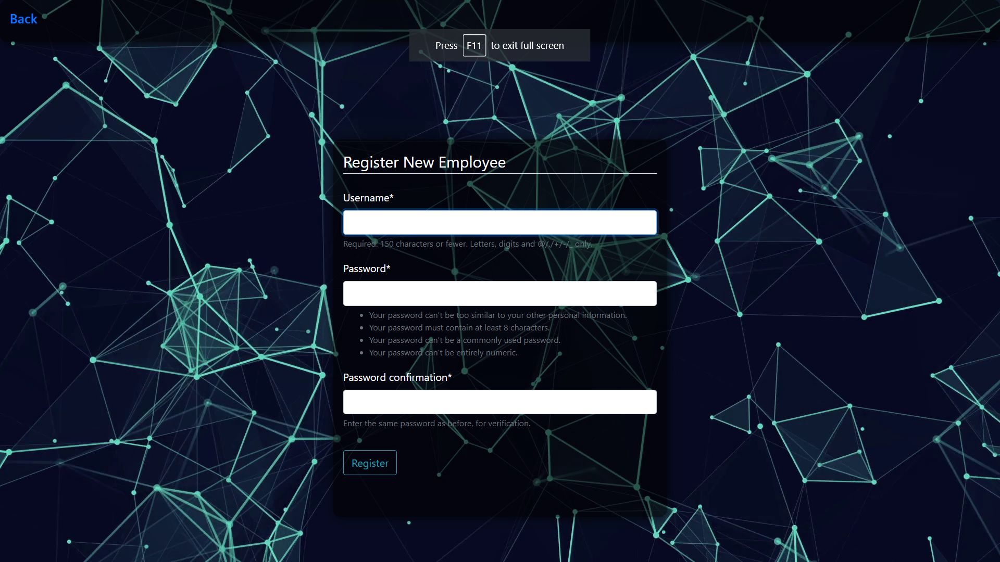 Back
Press F11 to exit full screen
Register New Employee
Username*
Required. 150 characters or fewer. Letters, digits and @/./+/-/_ only.
Password*
Your password can’t be too similar to your other personal information.
Your password must contain at least 8 characters.
Your password can’t be a commonly used password.
Your password can’t be entirely numeric.
Password confirmation*
Enter the same password as before, for verification.
Register